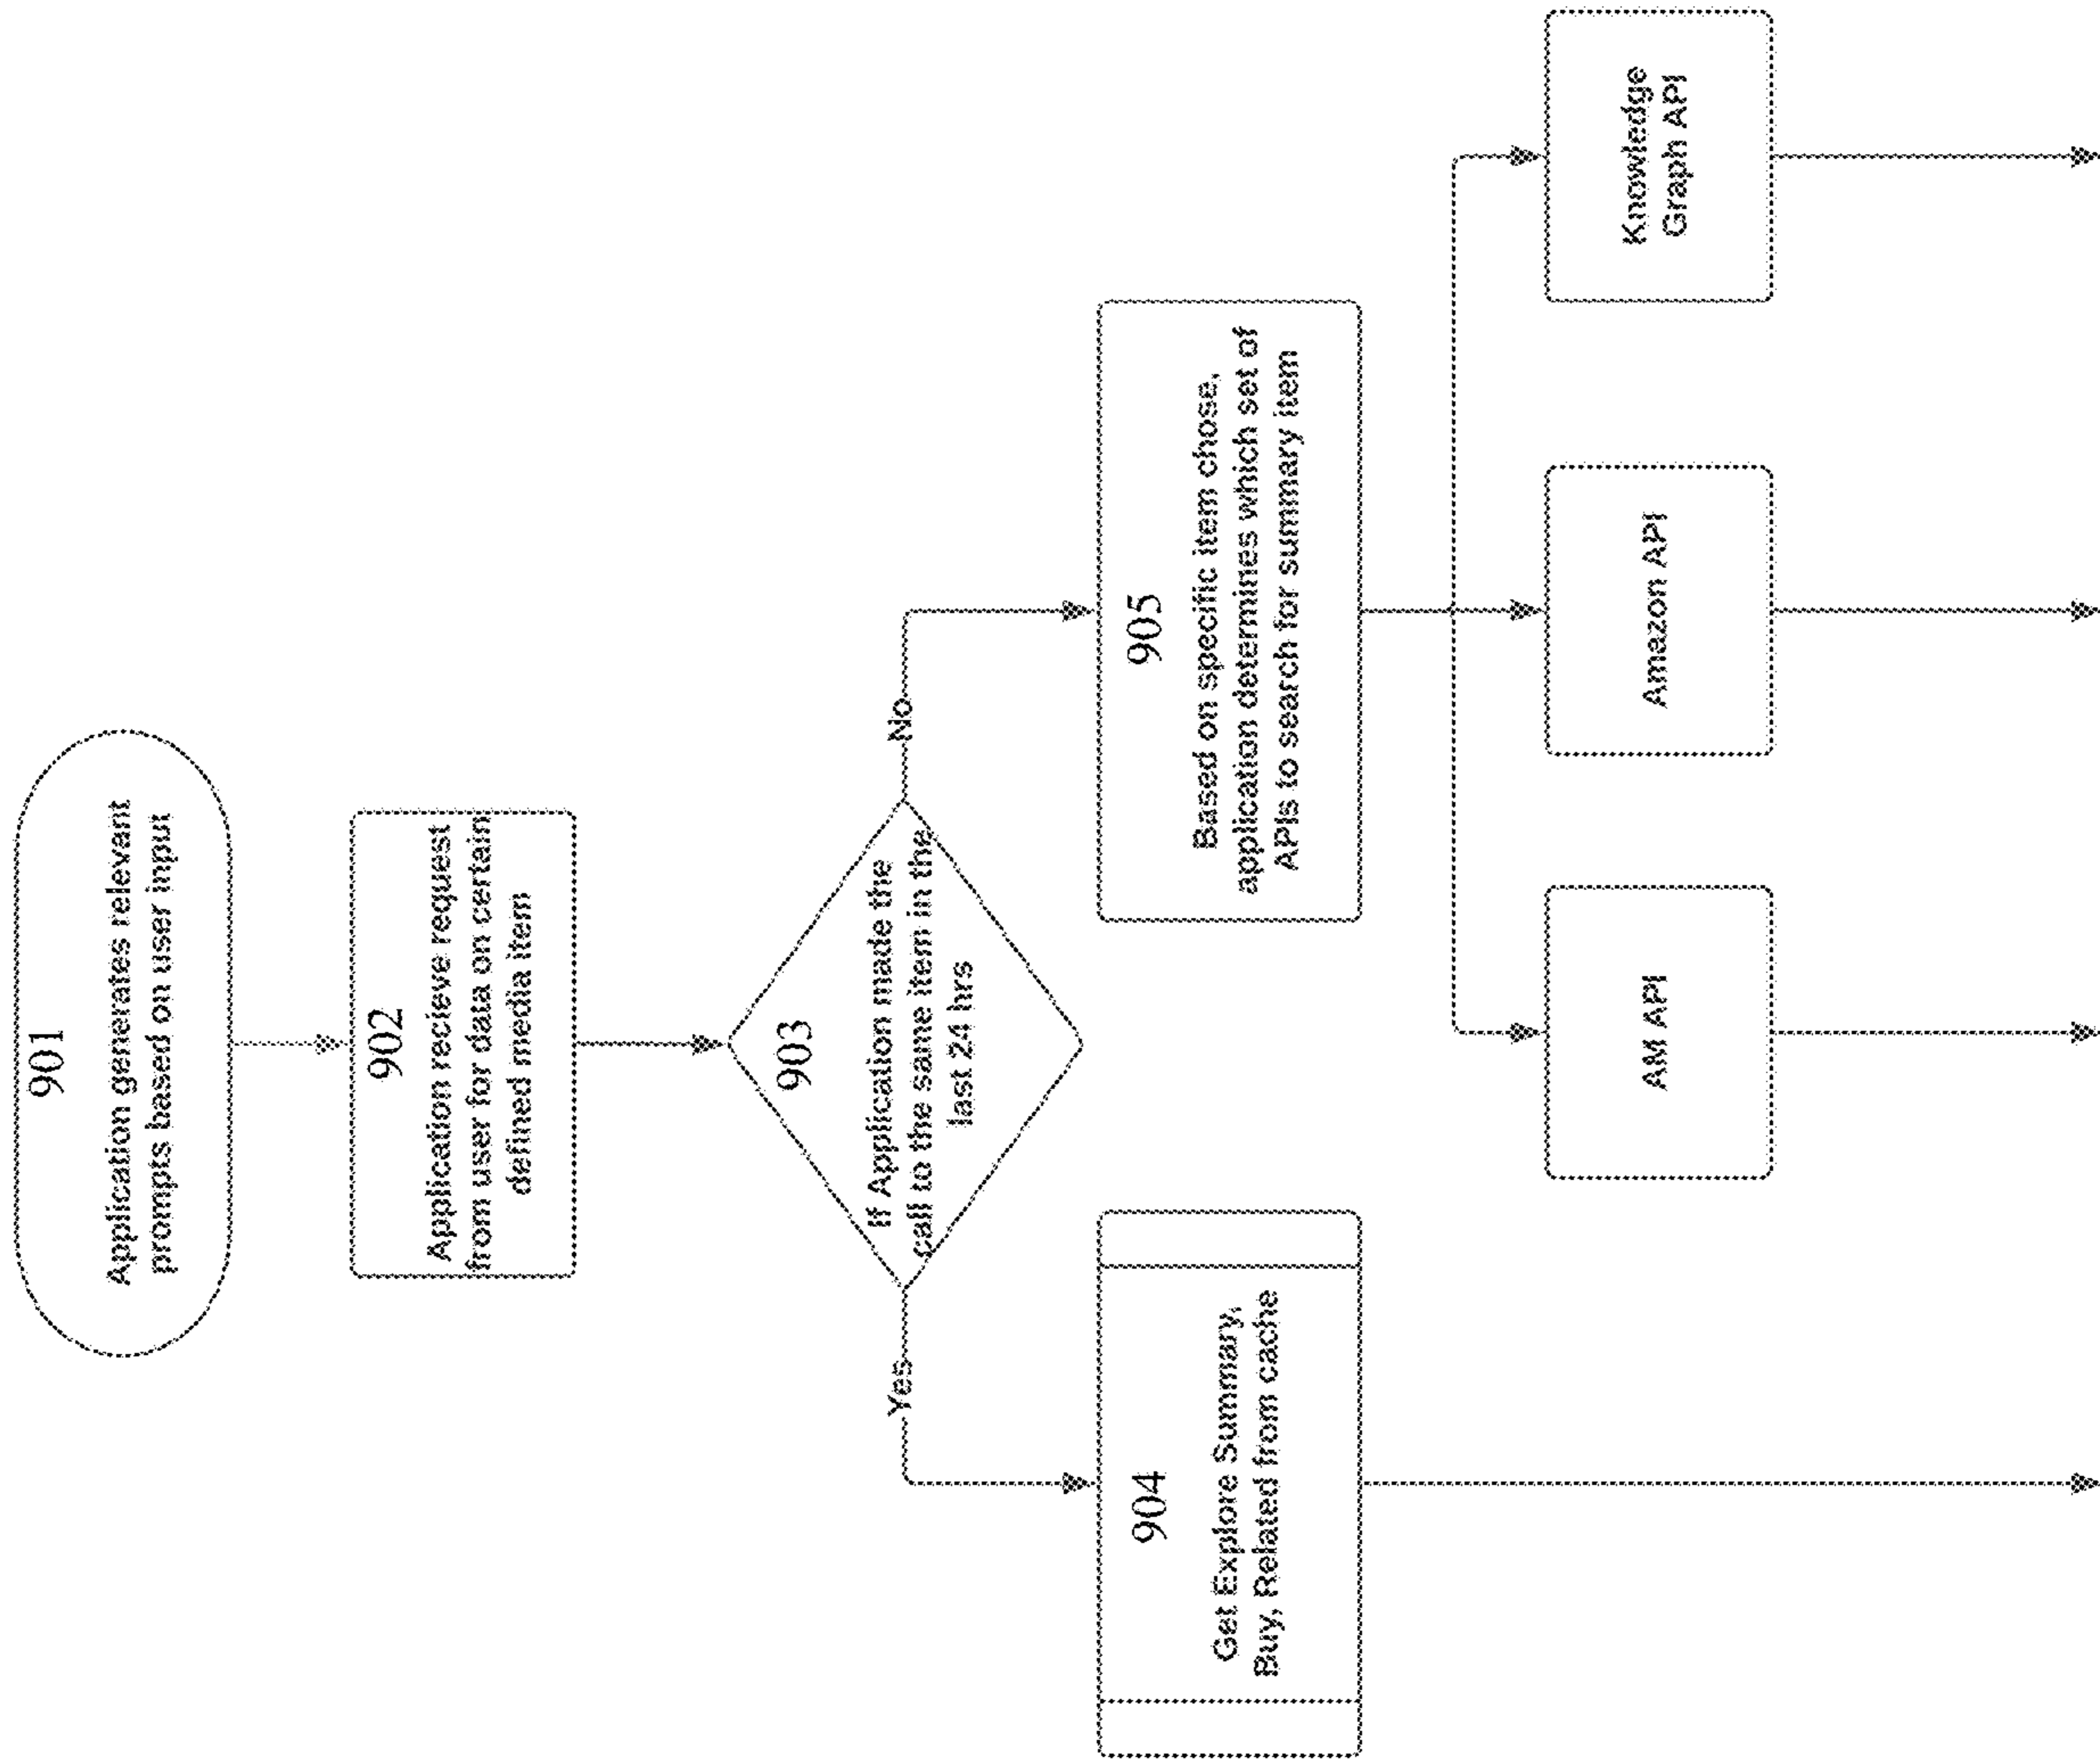 901
Application generates relevant
prompts based on user input
902
Application recieve request
from user for data on certain
defined media item
903
If Application made the
call to the same item in the
last 24 hrs
Yes
No
904
Get Explore Summary,
Buy, Related from cache
905
Based on specific item chose,
application determines which set of
APIs to search for summary item
AM API
Amazon API
Knowledge
Graph API